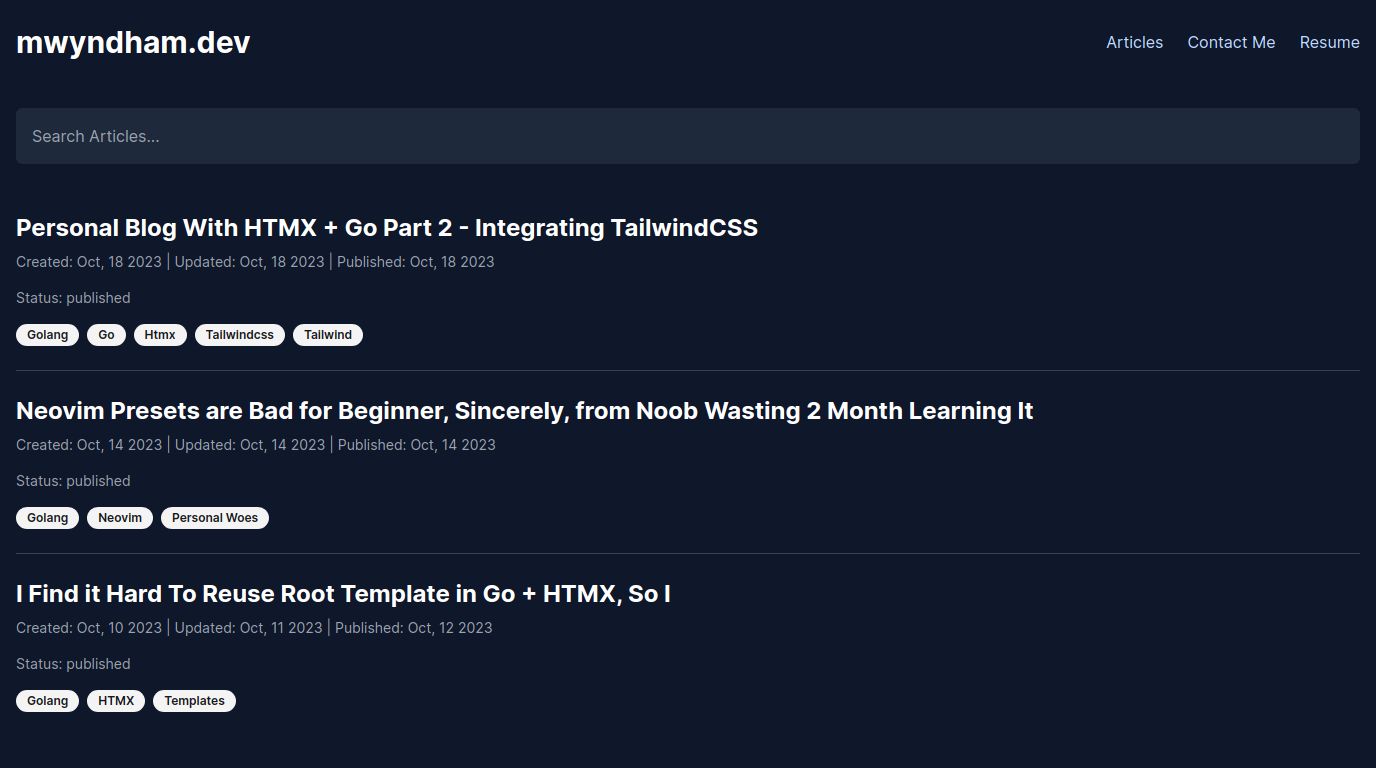 mwyndham.dev
Articles Contact Me Resume
Search Articles...
Personal Blog With HTMX + Go Part 2 - Integrating TailwindCSS
Created: Oct, 18 2023 | Updated: Oct, 18 2023 | Published: Oct, 18 2023
Status: published
Golang Go Htmx Tailwindcss Tailwind
Neovim Presets are Bad for Beginner, Sincerely, from Noob Wasting 2 Month Learning It
Created: Oct, 14 2023 | Updated: Oct, 14 2023 | Published: Oct, 14 2023
Status: published
Golang Neovim Personal Woes
I Find it Hard To Reuse Root Template in Go + HTMX, So I
Created: Oct, 10 2023 | Updated: Oct, 11 2023 | Published: Oct, 12 2023
Status: published
Golang HTMX Templates